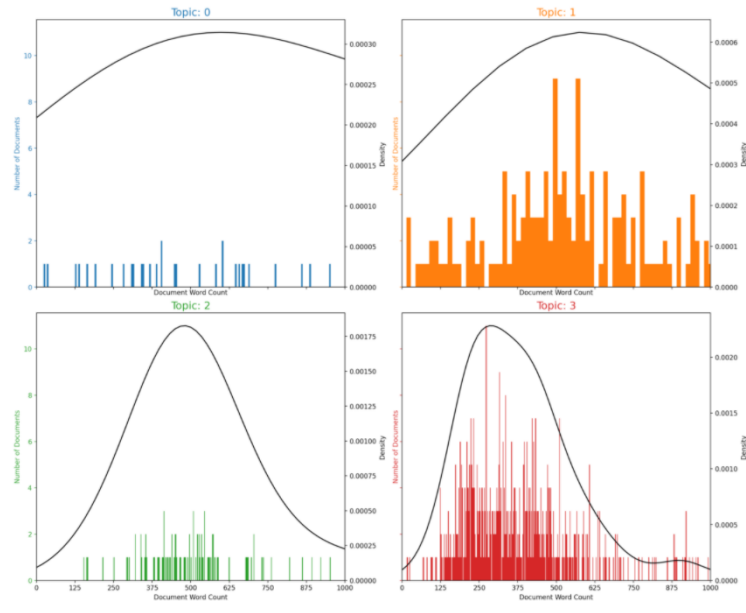 Topic: 0
10
8
6
4
2
0
Number of Documents
0.00030
0.00025
0.00020
0.00015
0.00010
0.00005
0.00000
Density
Document Word Count
Topic: 1
Number of Documents
0.0006
0.0005
0.0004
0.0003
0.0002
0.0001
0.0000
Density
Document Word Count
Topic: 2
10
8
6
4
2
0
Number of Documents
0.00175
0.00150
0.00125
0.00100
0.00075
0.00050
0.00025
0.00000
Density
0 125 250 375 500 625 750 875 1000
Document Word Count
Topic: 3
Number of Documents
0.0020
0.0015
0.0010
0.0005
0.0000
Density
0 125 250 375 500 625 750 875 1000
Document Word Count